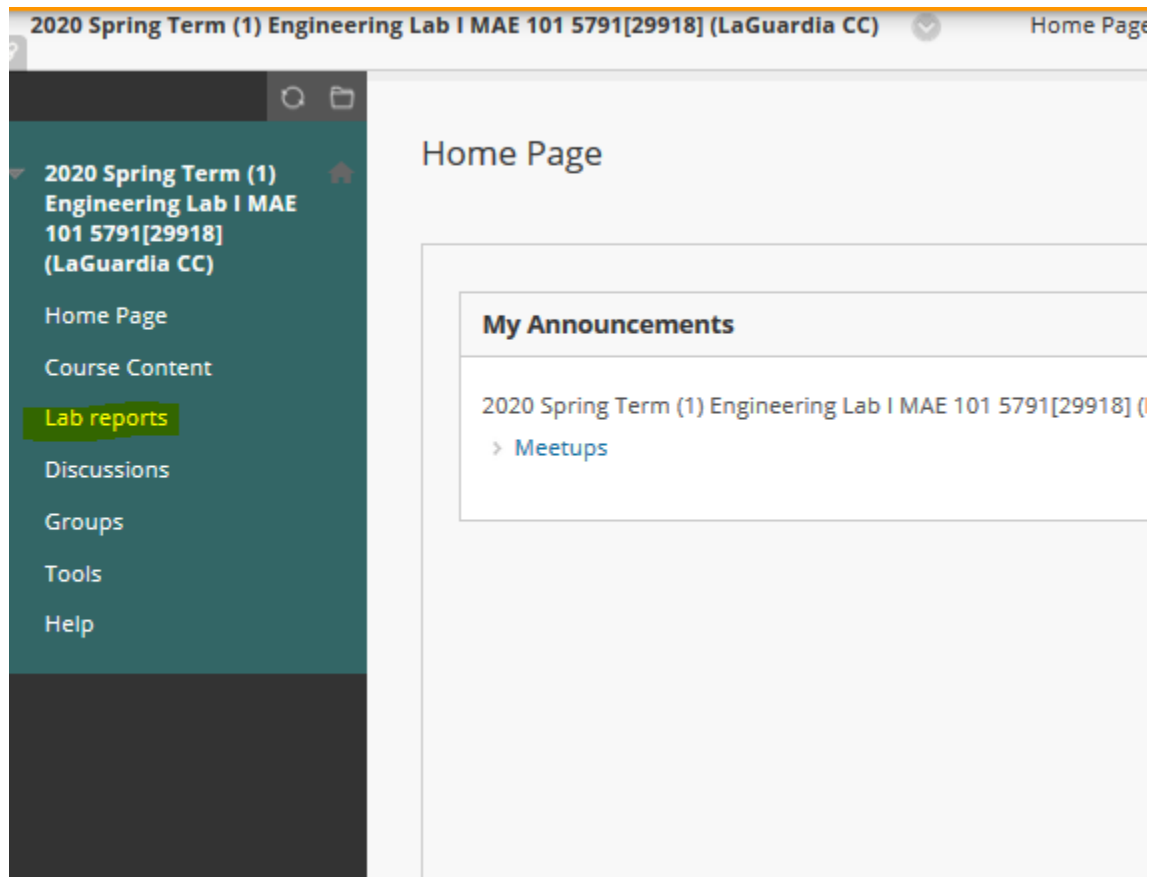 2020 Spring Term (1) Engineering Lab I MAE 101 5791[29918] (LaGuardia CC)
Home Page
2020 Spring Term (1)
Engineering Lab I MAE
101 5791[29918]
(LaGuardia CC)
Home Page
Course Content
Lab reports
Discussions
Groups
Tools
Help
Home Page
My Announcements
2020 Spring Term (1) Engineering Lab I MAE 101 5791[29918] (
> Meetups